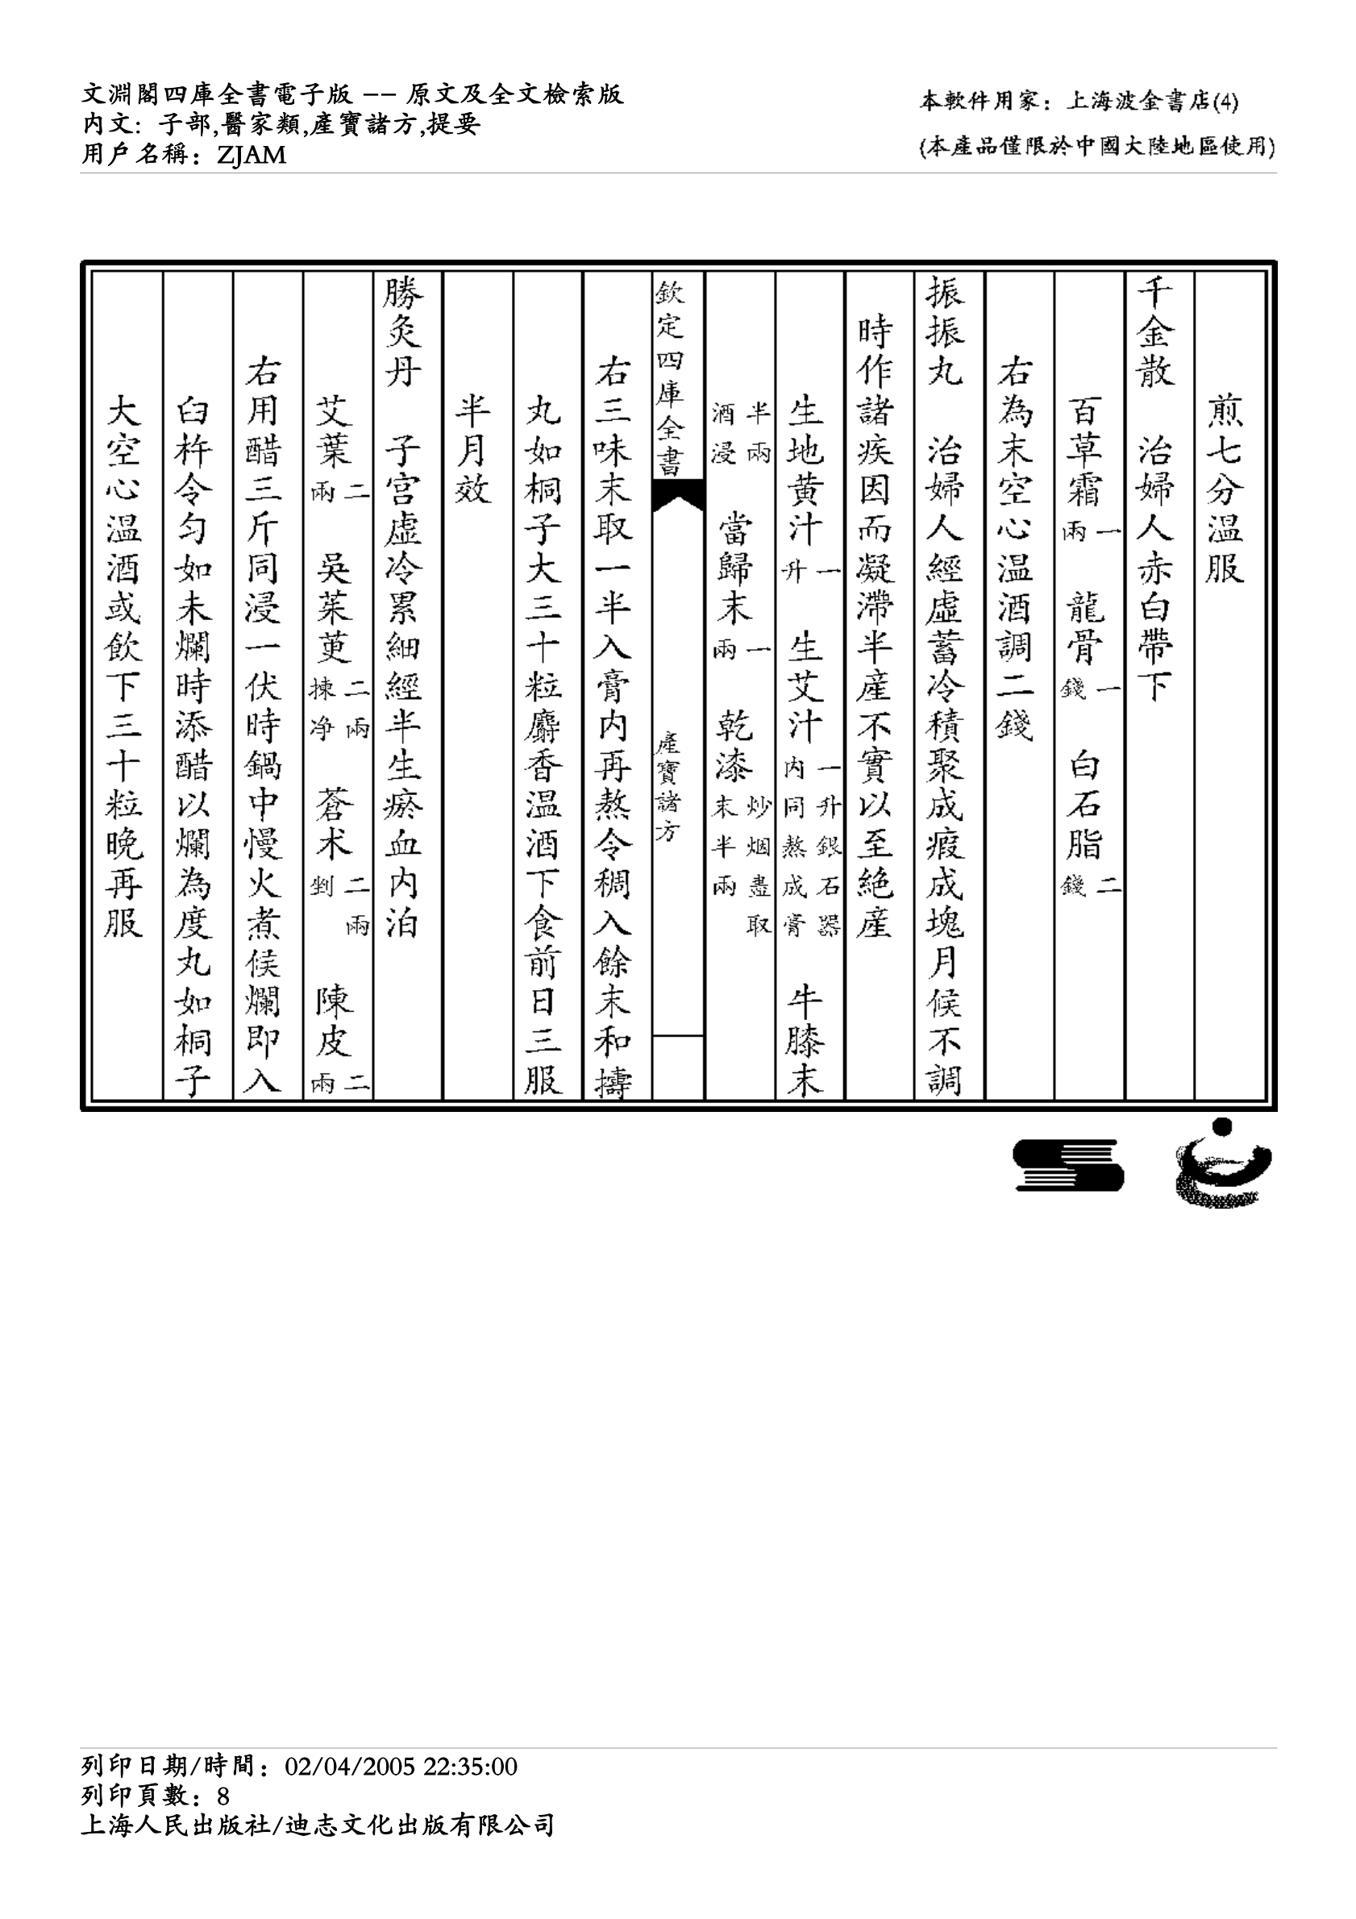 文淵閣四庫全書電子版 -- 原文及全文檢索版
內文: 子部,醫家類,產寶諸方,提要
用戶名稱: ZJAM
本軟件用家: 上海波金書店(4)
(本產品僅限於中國大陸地區使用)
煎七分温服
千金散 治婦人赤白帶下
百草霜一兩 龍骨一錢 白石脂二錢
右為末空心温酒調二錢
振振丸 治婦人經虛蓄冷積聚成瘕成塊月候不調
時作諸疾因而凝滯半産不實以至絶産
生地黄汁一升 生艾汁一升銀石器内同熬成膏 牛膝末
半兩酒浸 當歸末一兩 乾漆炒烟盡取末半兩
欽定四庫全書 産寶諸方
右三味末取一半入膏内再熬令稠入餘末和擣
丸如桐子大三十粒麝香温酒下食前日三服
半月效
勝灸丹 子宫虛冷累細經半生瘀血内泊
艾葉二兩 吳茱萸二兩揀净 蒼术二兩剉 陳皮二兩
右用醋三斤同浸一伏時鍋中慢火煮候爛即入
臼杵令匀如未爛時添醋以爛為度丸如桐子
大空心温酒或飲下三十粒晚再服
列印日期/時間: 02/04/2005 22:35:00
列印頁數: 8
上海人民出版社/迪志文化出版有限公司